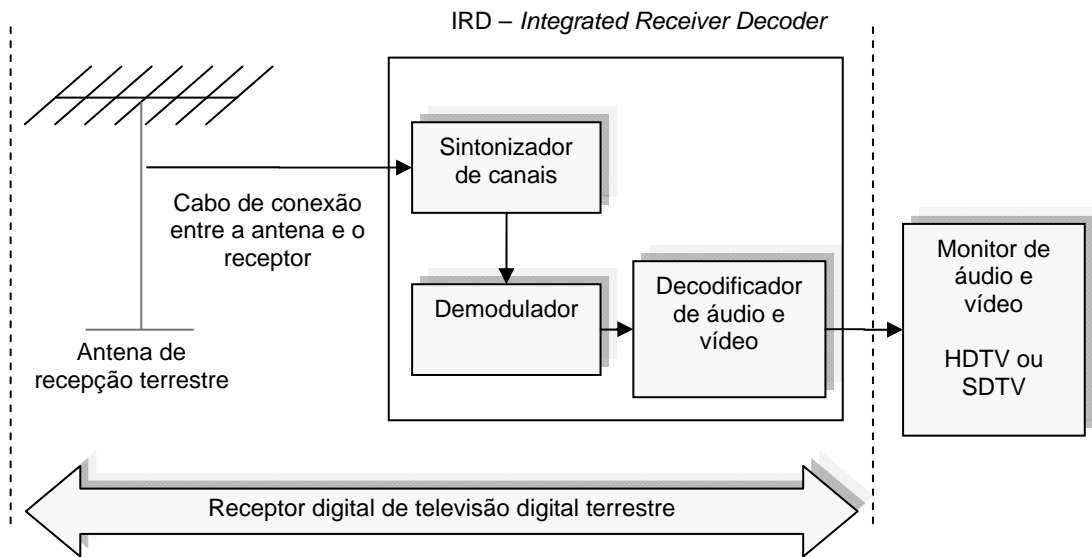 IRD – Integrated Receiver Decoder
Sintonizador
de canais
Cabo de conexão
entre a antena e o
receptor
Demodulador
Decodificador
de áudio e
vídeo
Monitor de
áudio e
vídeo
HDTV ou
SDTV
Antena de
recepção terrestre
Receptor digital de televisão digital terrestre